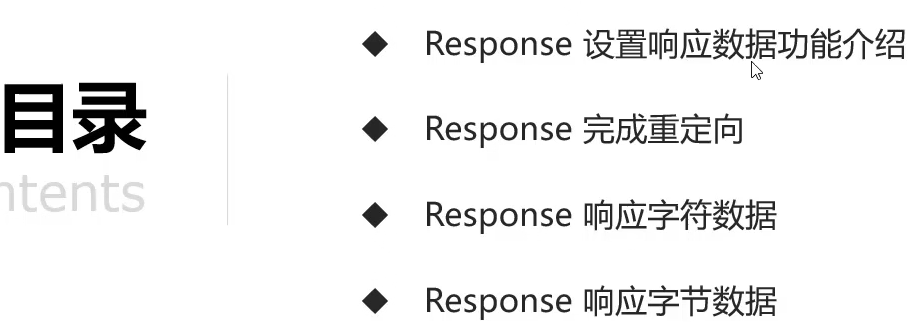 目录
ntents
Response 设置响应数据功能介绍
Response 完成重定向
Response 响应字符数据
Response 响应字节数据